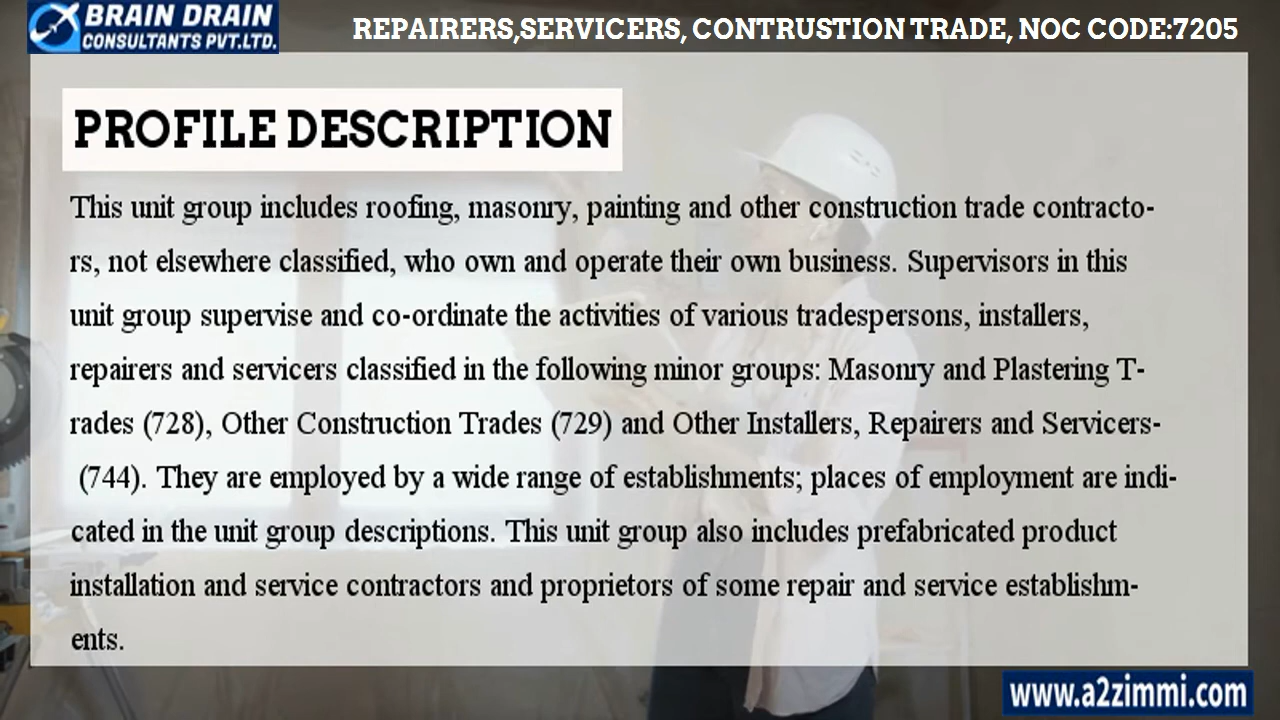 BRAIN DRAIN
CONSULTANTS PVT.LTD.
REPAIRERS,SERVICERS, CONTRUSTION TRADE, NOC CODE:7205
PROFILE DESCRIPTION
This unit group includes roofing, masonry, painting and other construction trade contracto-
rs, not elsewhere classified, who own and operate their own business. Supervisors in this
unit group supervise and co-ordinate the activities of various tradespersons, installers,
repairers and servicers classified in the following minor groups: Masonry and Plastering T-
rades (728), Other Construction Trades (729) and Other Installers, Repairers and Servicers-
(744). They are employed by a wide range of establishments; places of employment are indi-
cated in the unit group descriptions. This unit group also includes prefabricated product
installation and service contractors and proprietors of some repair and service establishm-
ents.
www.a2zimmi.com